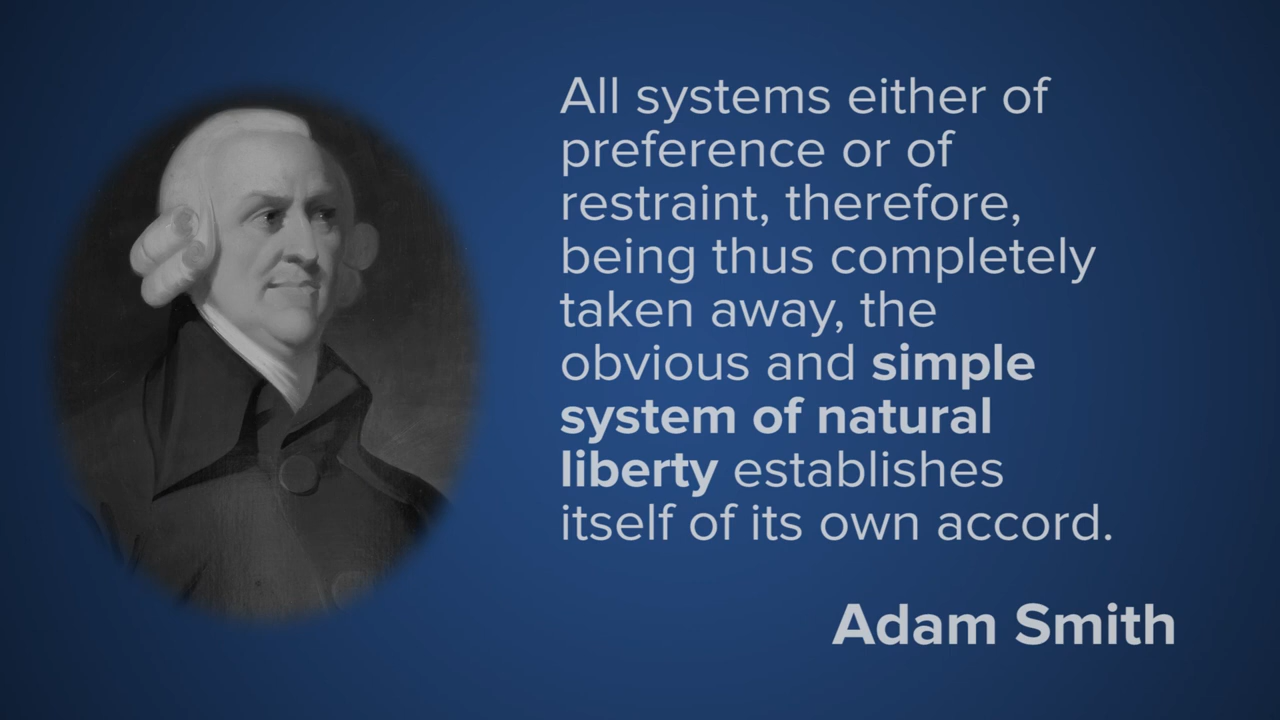 All systems either of
preference or of
restraint, therefore,
being thus completely
taken away, the
obvious and simple
system of natural
liberty establishes
itself of its own accord.
Adam Smith